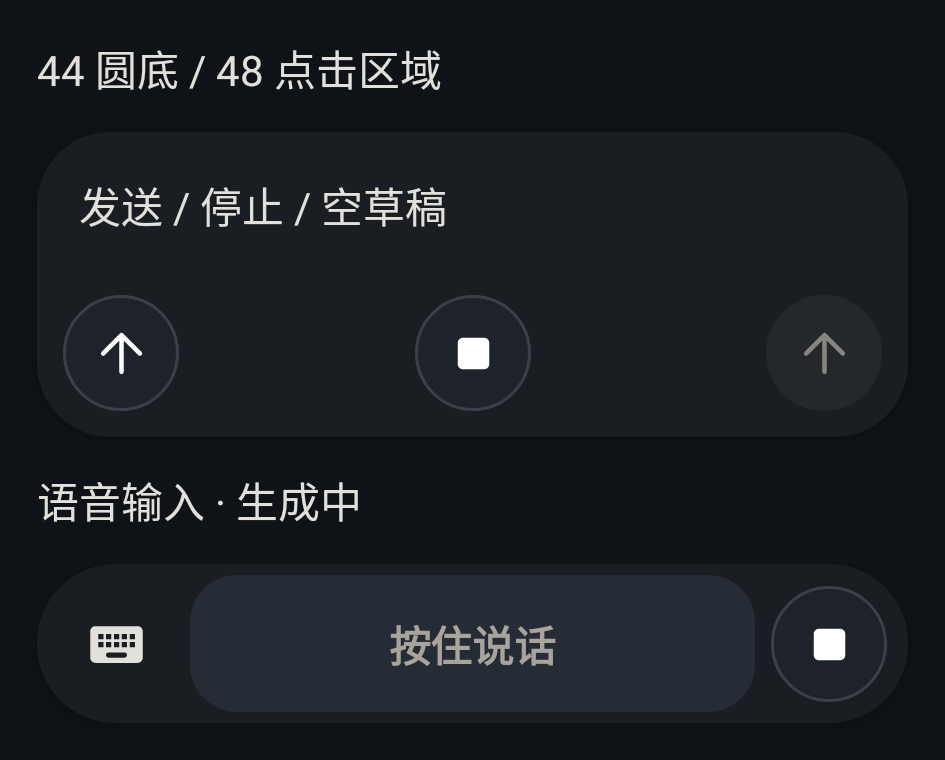 44 圆底 / 48 点击区域
发送 / 停止 / 空草稿
语音输入 · 生成中
按住说话